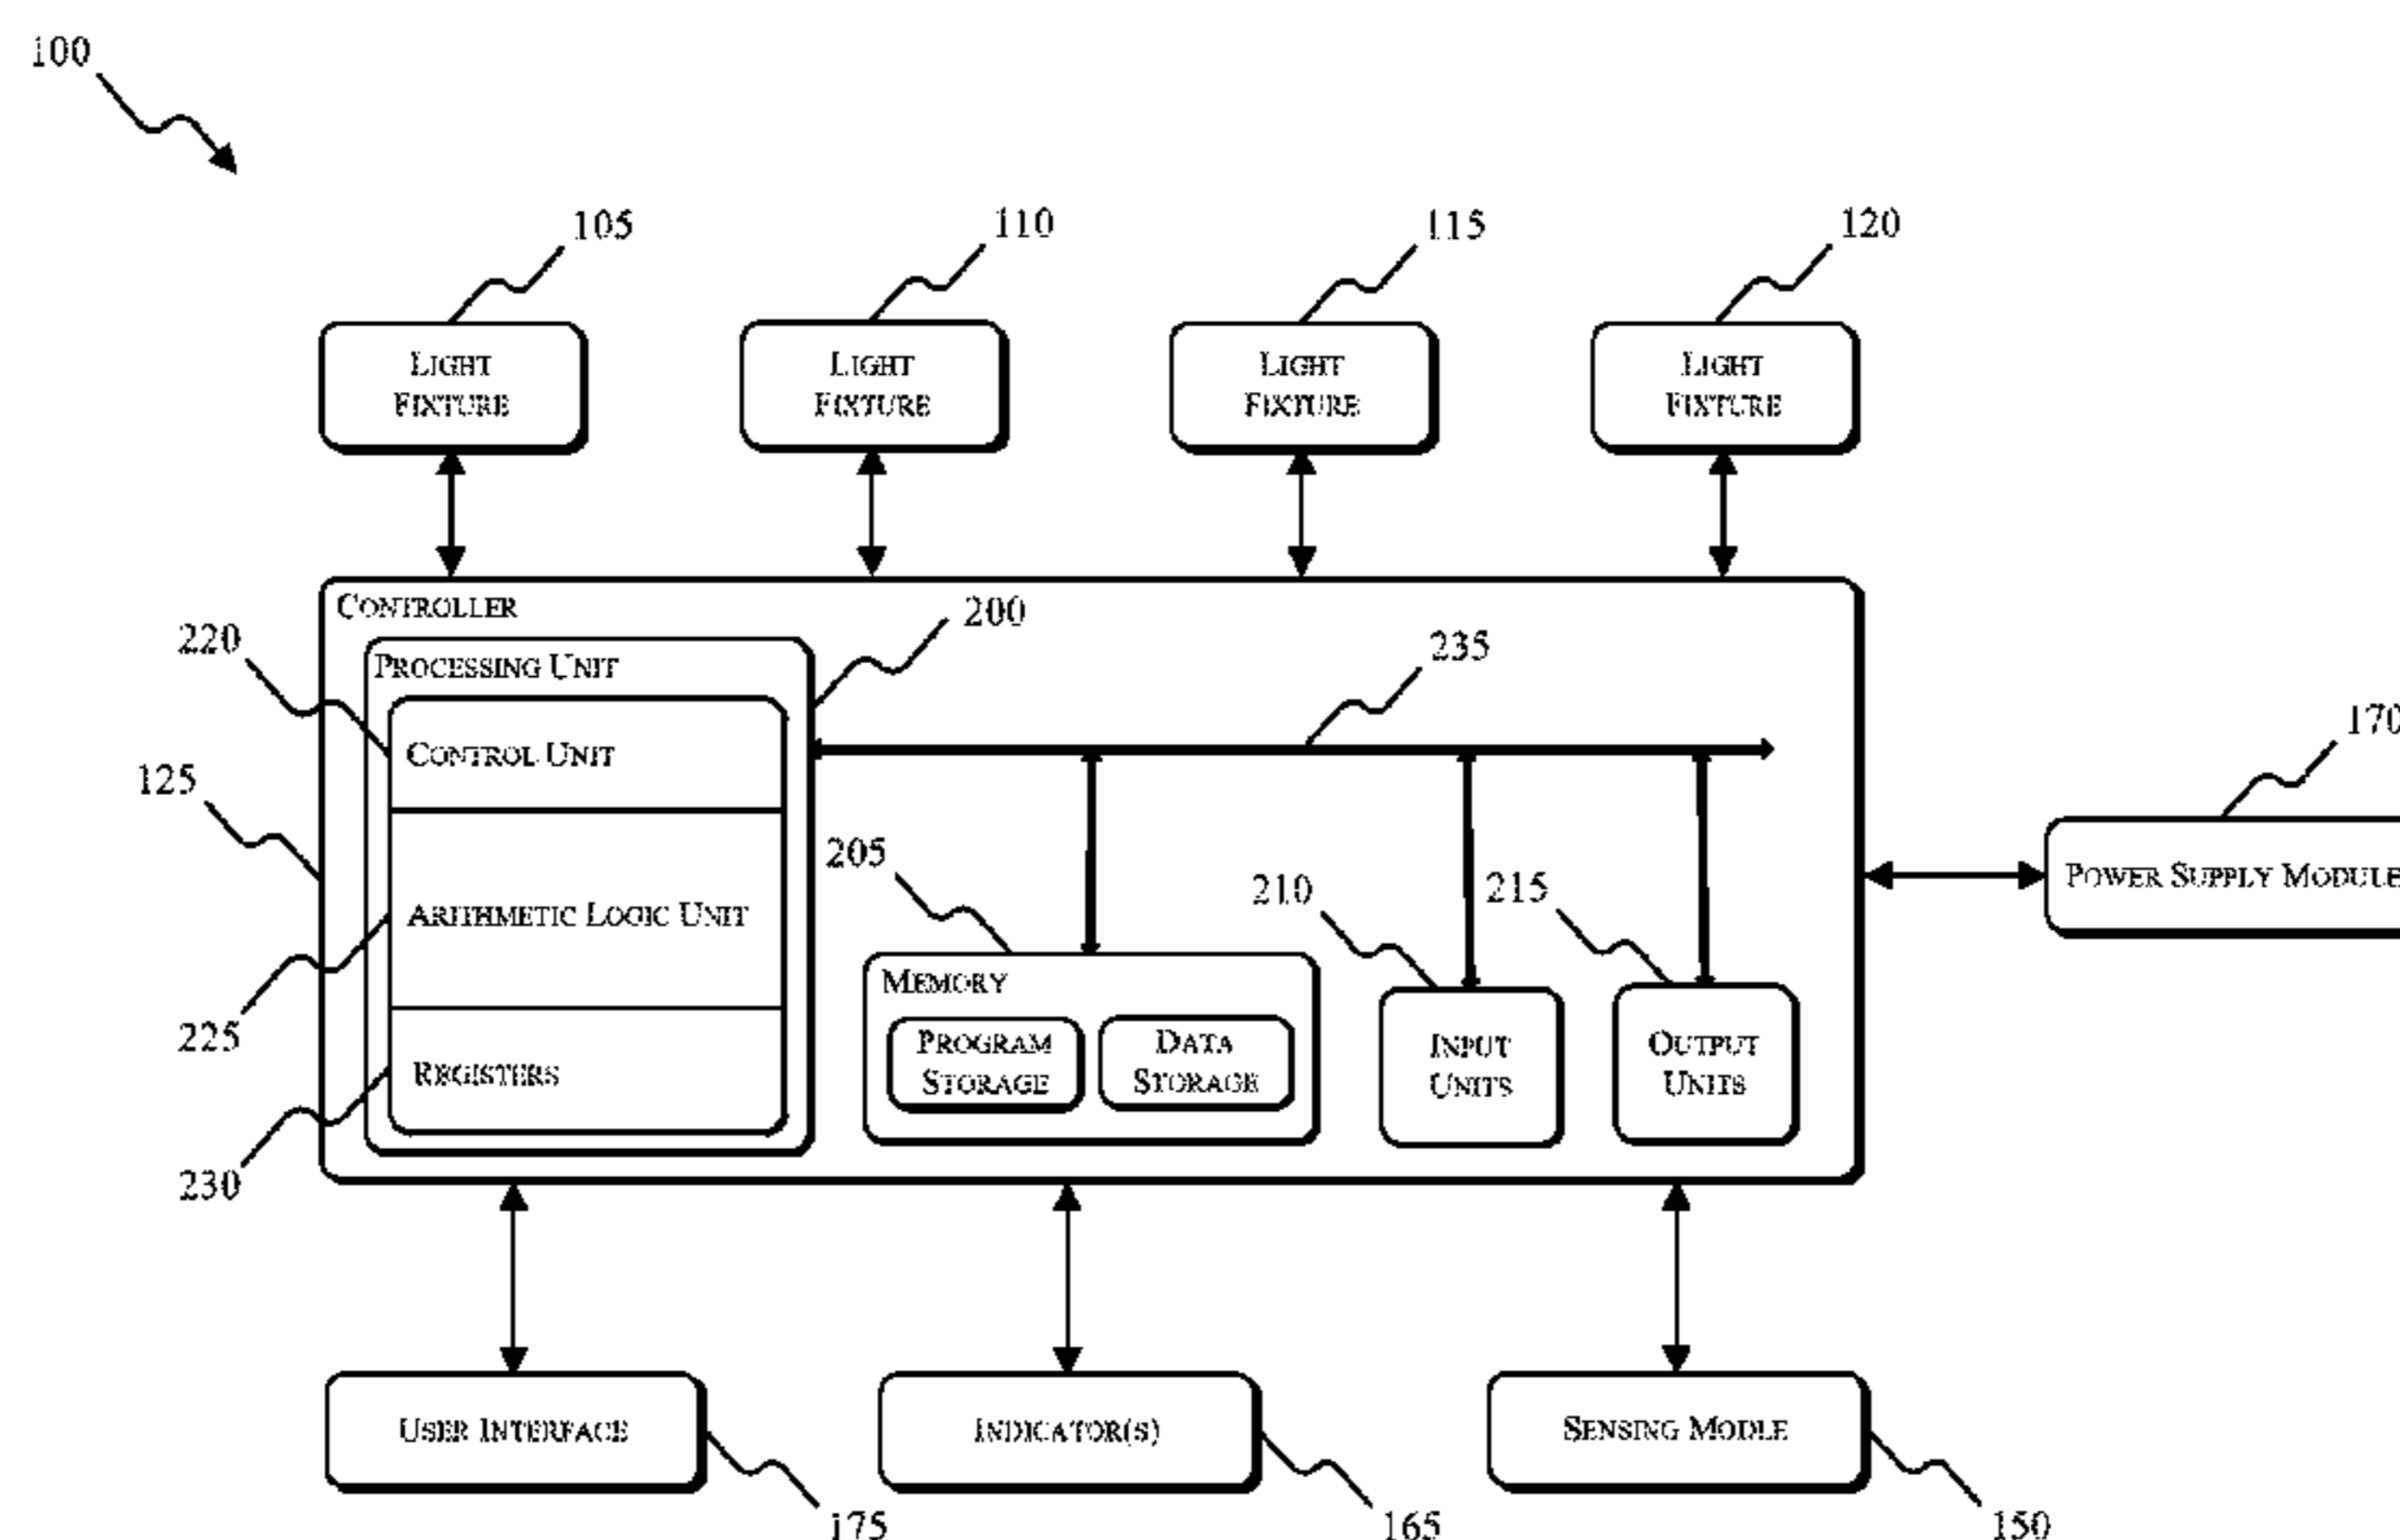 100
105
110
115
120
LIGHT
FIXTURE
LIGHT
FIXTURE
LIGHT
FIXTURE
LIGHT
FIXTURE
CONTROLLER
200
220
PROCESSING UNIT
235
CONTROL UNIT
170
125
205
210
215
POWER SUPPLY MODULE
ARITHMETIC LOGIC UNIT
225
MEMORY
PROGRAM
STORAGE
DATA
STORAGE
INPUT
UNITS
OUTPUT
UNITS
REGISTERS
230
USER INTERFACE
INDICATOR(S)
SENSING MODLE
175
165
150